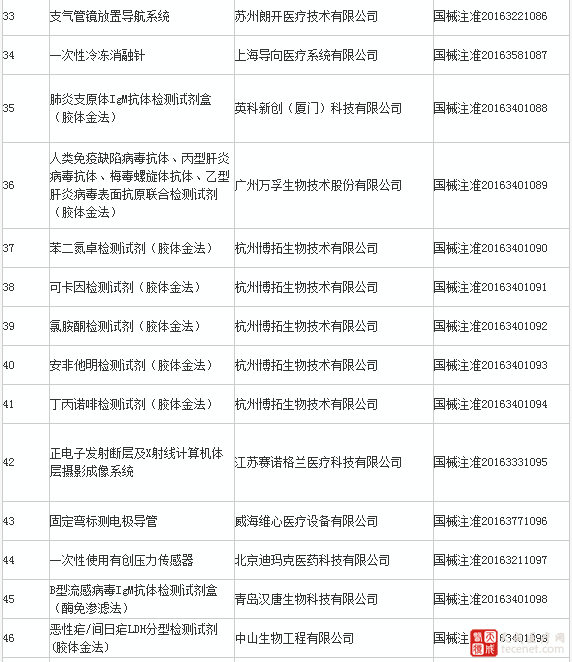 33 支气管镜放置导航系统 苏州朗开医疗技术有限公司 国械注准20163221086
34 一次性冷冻消融针 上海导向医疗系统有限公司 国械注准20163581087
35 肺炎支原体IgM抗体检测试剂盒
（胶体金法） 英科新创（厦门）科技有限公司 国械注准20163401088
36 人类免疫缺陷病毒抗体、丙型肝炎
病毒抗体、梅毒螺旋体抗体、乙型
肝炎病毒表面抗原联合检测试剂
（胶体金法） 广州万孚生物技术股份有限公司 国械注准20163401089
37 苯二氮卓检测试剂（胶体金法） 杭州博拓生物技术有限公司 国械注准20163401090
38 可卡因检测试剂（胶体金法） 杭州博拓生物技术有限公司 国械注准20163401091
39 氯胺酮检测试剂（胶体金法） 杭州博拓生物技术有限公司 国械注准20163401092
40 安非他明检测试剂（胶体金法） 杭州博拓生物技术有限公司 国械注准20163401093
41 丁丙诺啡检测试剂（胶体金法） 杭州博拓生物技术有限公司 国械注准20163401094
42 正电子发射断层及X射线计算机体
层摄影成像系统 江苏赛诺格兰医疗科技有限公司 国械注准20163331095
43 固定弯标测电极导管 威海维心医疗设备有限公司 国械注准20163771096
44 一次性使用有创压力传感器 北京迪玛克医药科技有限公司 国械注准20163211097
45 B型流感病毒IgM抗体检测试剂盒
（酶免渗滤法） 青岛汉唐生物科技有限公司 国械注准20163401098
46 恶性疟/间日疟LDH分型检测试剂
（胶体金法） 中山生物工程有限公司 国械 63401099
recenet.com